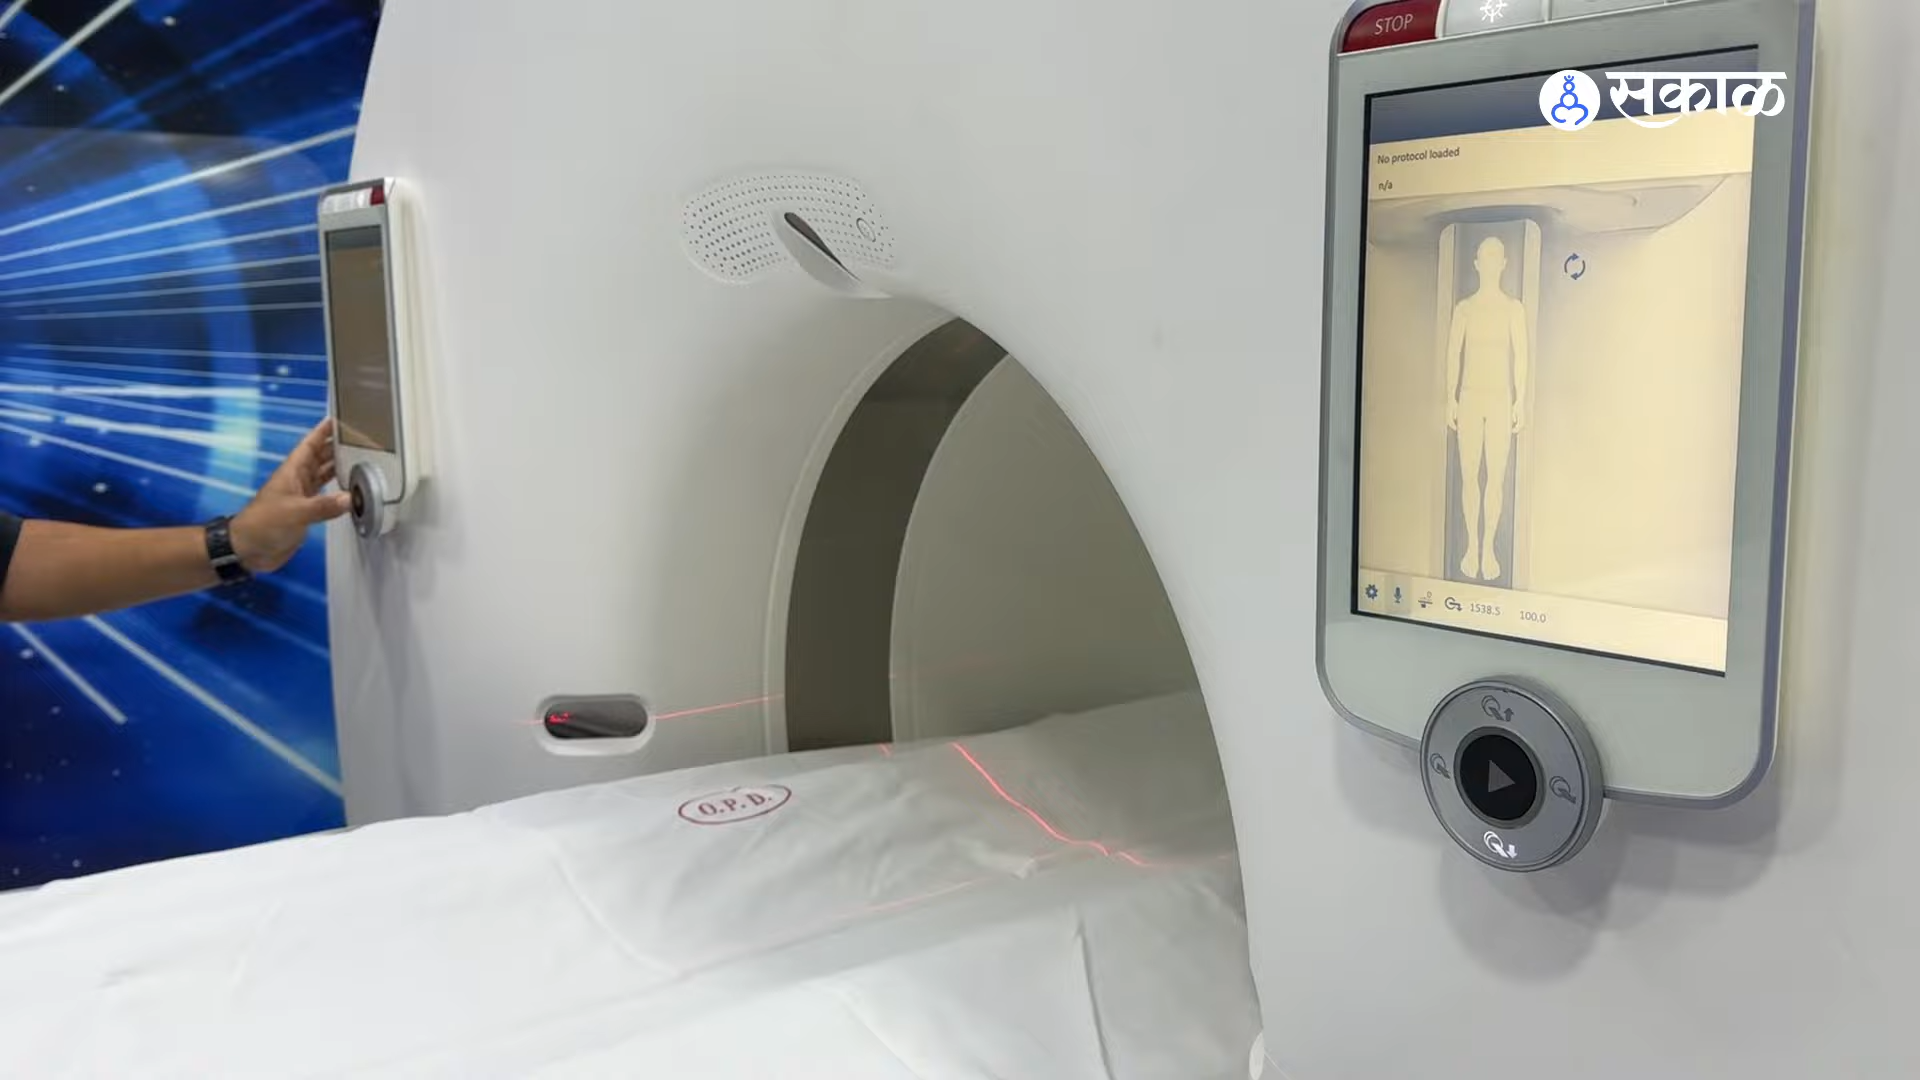 STOP
सकाळ
No protocol loaded
n/a
1538.5 100.0
O.P.D.